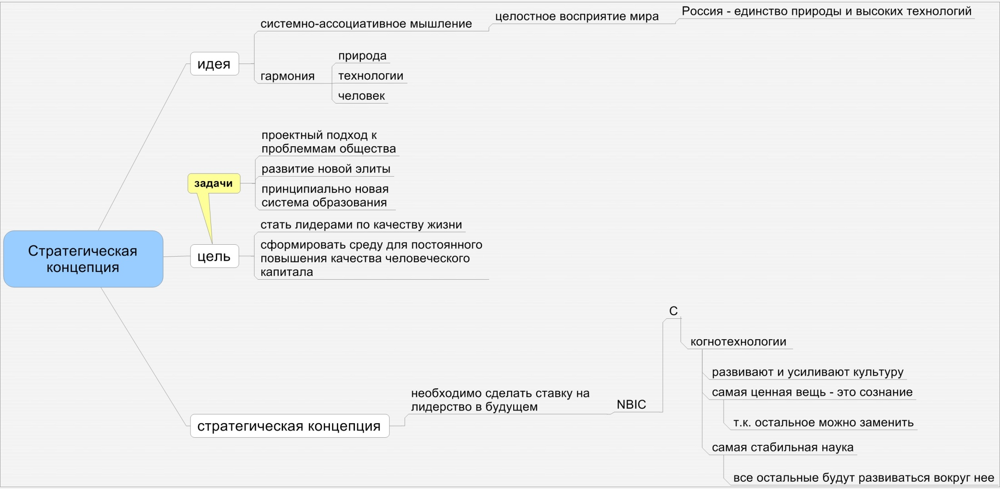 Стратегическая
концепция
идея
системно-ассоциативное мышление
целостное восприятие мира
Россия - единство природы и высоких технологий
гармония
природа
технологии
человек
задачи
проектный подход к
проблеммам общества
развитие новой элиты
принципиально новая
система образования
цель
стать лидерами по качеству жизни
сформировать среду для постоянного
повышения качества человеческого
капитала
стратегическая концепция
необходимо сделать ставку на
лидерство в будущем
NBIC
C
когнотехнологии
развивают и усиливают культуру
самая ценная вещь - это сознание
т.к. остальное можно заменить
самая стабильная наука
все остальные будут развиваться вокруг нее